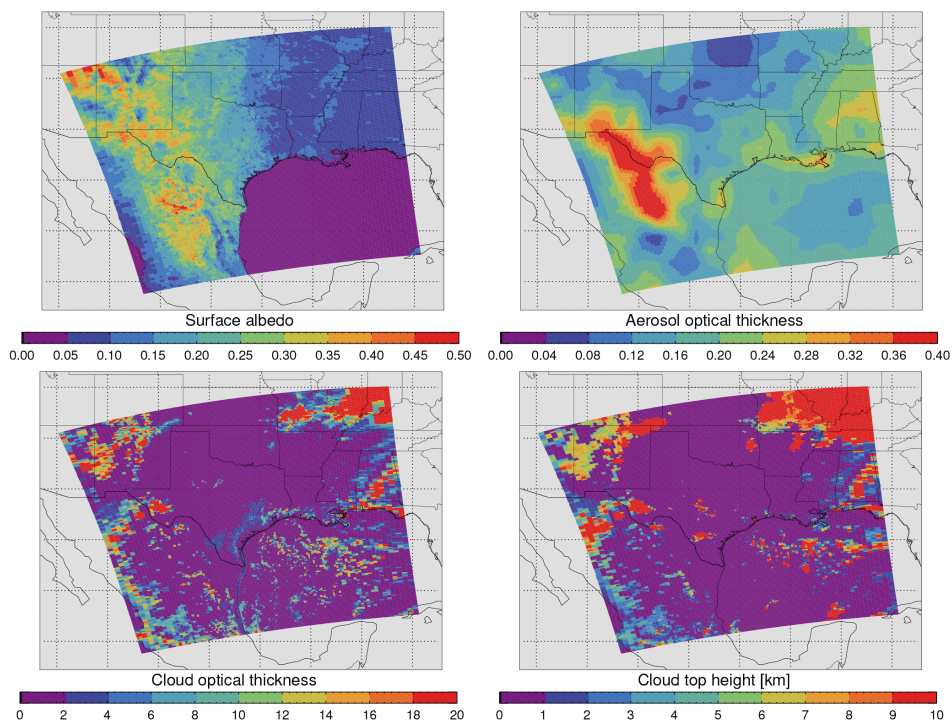 Surface albedo
0.00 0.05 0.10 0.15 0.20 0.25 0.30 0.35 0.40 0.45 0.50
Aerosol optical thickness
0.00 0.04 0.08 0.12 0.16 0.20 0.24 0.28 0.32 0.36 0.40
Cloud optical thickness
0 2 4 6 8 10 12 14 16 18 20
Cloud top height [km]
0 1 2 3 4 5 6 7 8 9 10